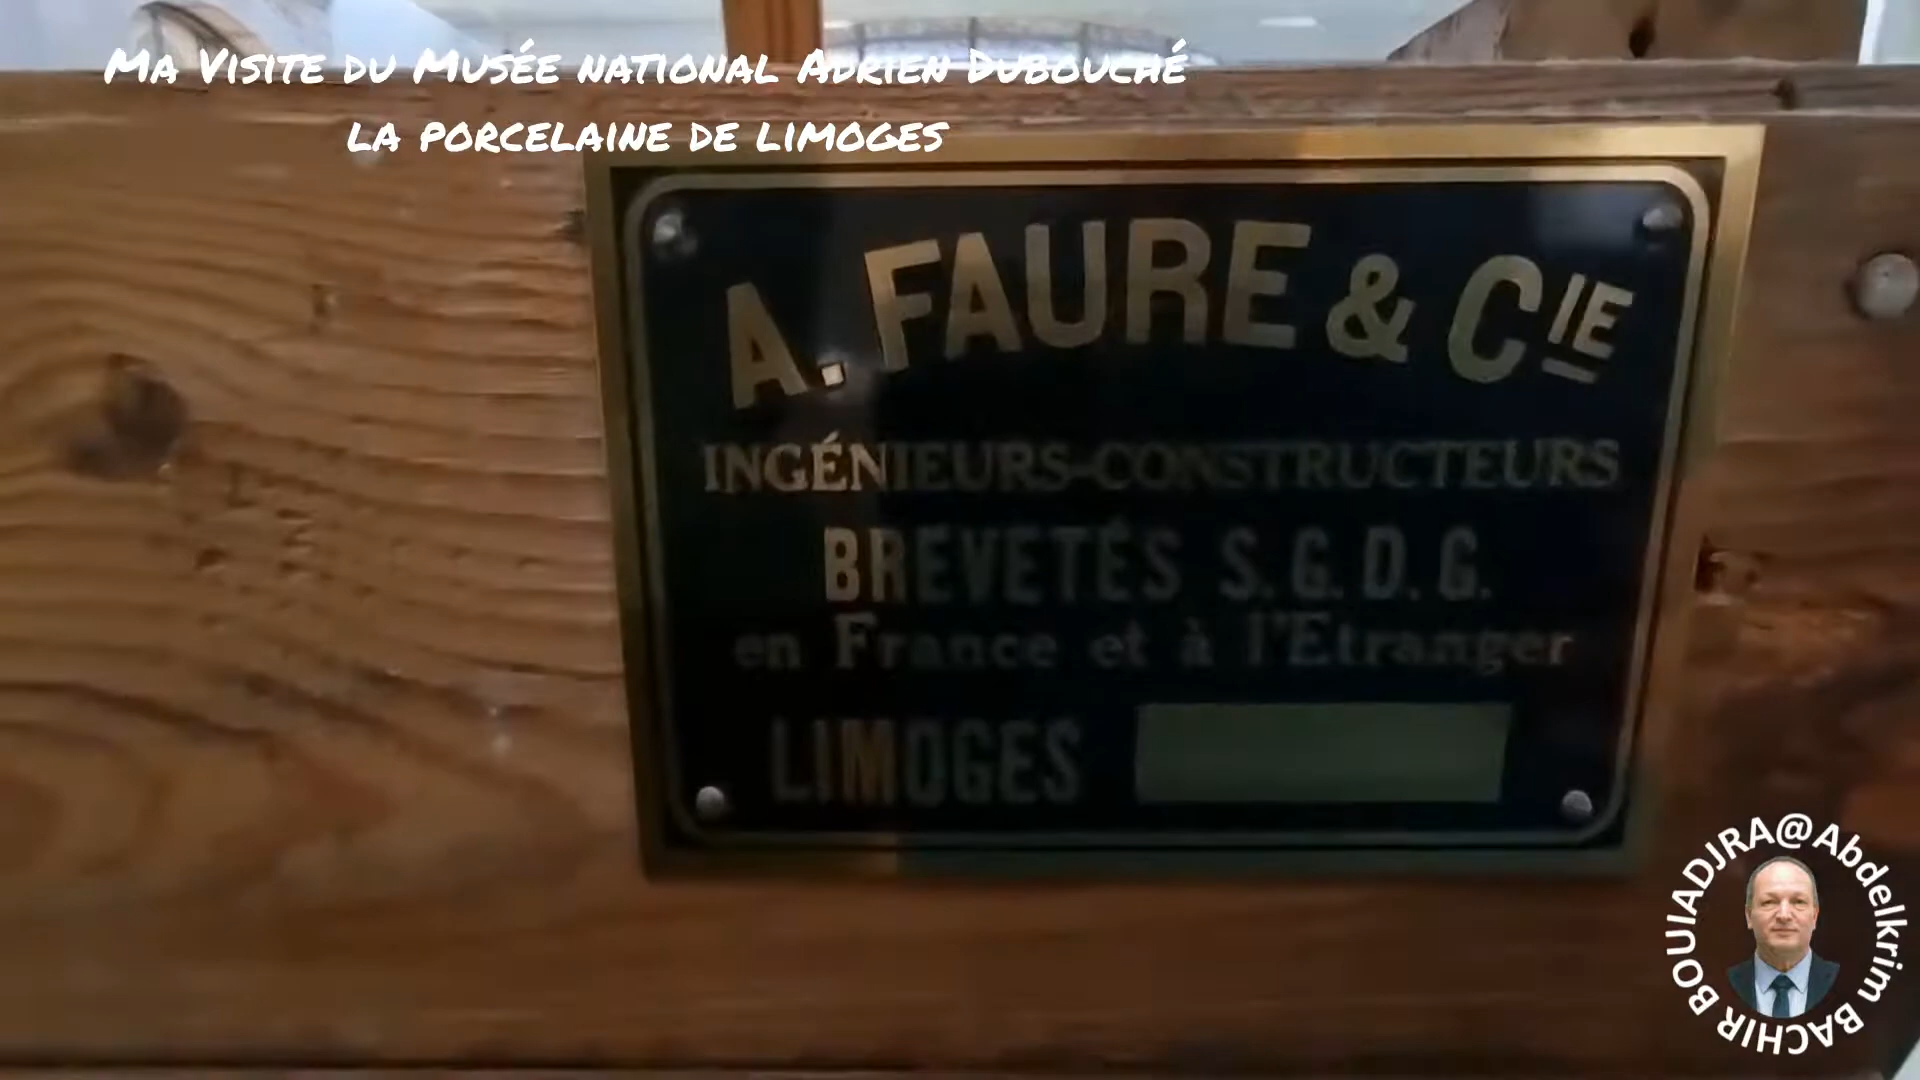 Ma Visite du Musée national Adrien Dubouché
la porcelaine de limoges
A. FAURE & CIE
INGÉNIEURS-CONSTRUCTEURS
BREVETÉS S.G.D.G.
en France et à l'Etranger
LIMOGES
BACHIR BOUIADJRA@Abdelkrim